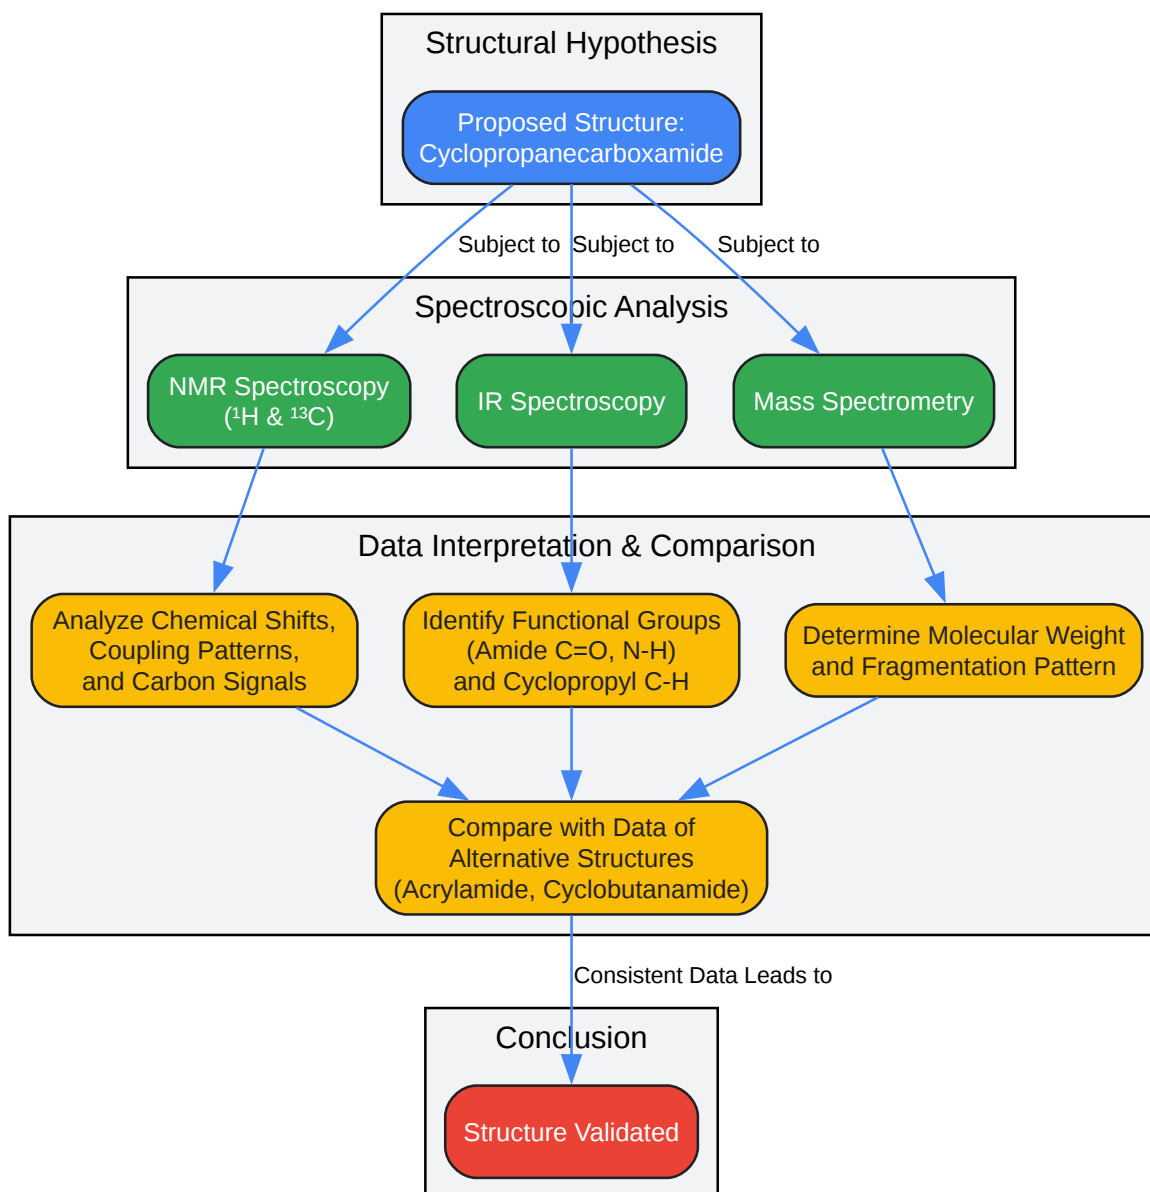 Structural Hypothesis
Proposed Structure:
Cyclopropanecarboxamide
Subject to
Subject to
Subject to
Spectroscopic Analysis
NMR Spectroscopy
(¹H & ¹³C)
IR Spectroscopy
Mass Spectrometry
Data Interpretation & Comparison
Analyze Chemical Shifts,
Coupling Patterns,
and Carbon Signals
Identify Functional Groups
(Amide C=O, N-H)
and Cyclopropyl C-H
Determine Molecular Weight
and Fragmentation Pattern
Compare with Data of
Alternative Structures
(Acrylamide, Cyclobutanamide)
Consistent Data Leads to
Conclusion
Structure Validated